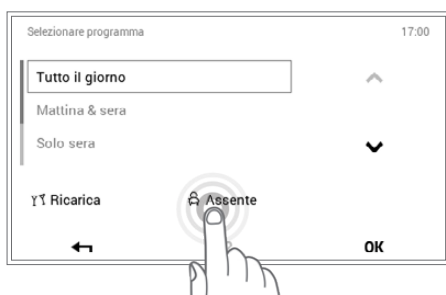 Selezionare programma 17:00
Tutto il giorno
Mattina & sera
Solo sera
Ricarica Assente
OK